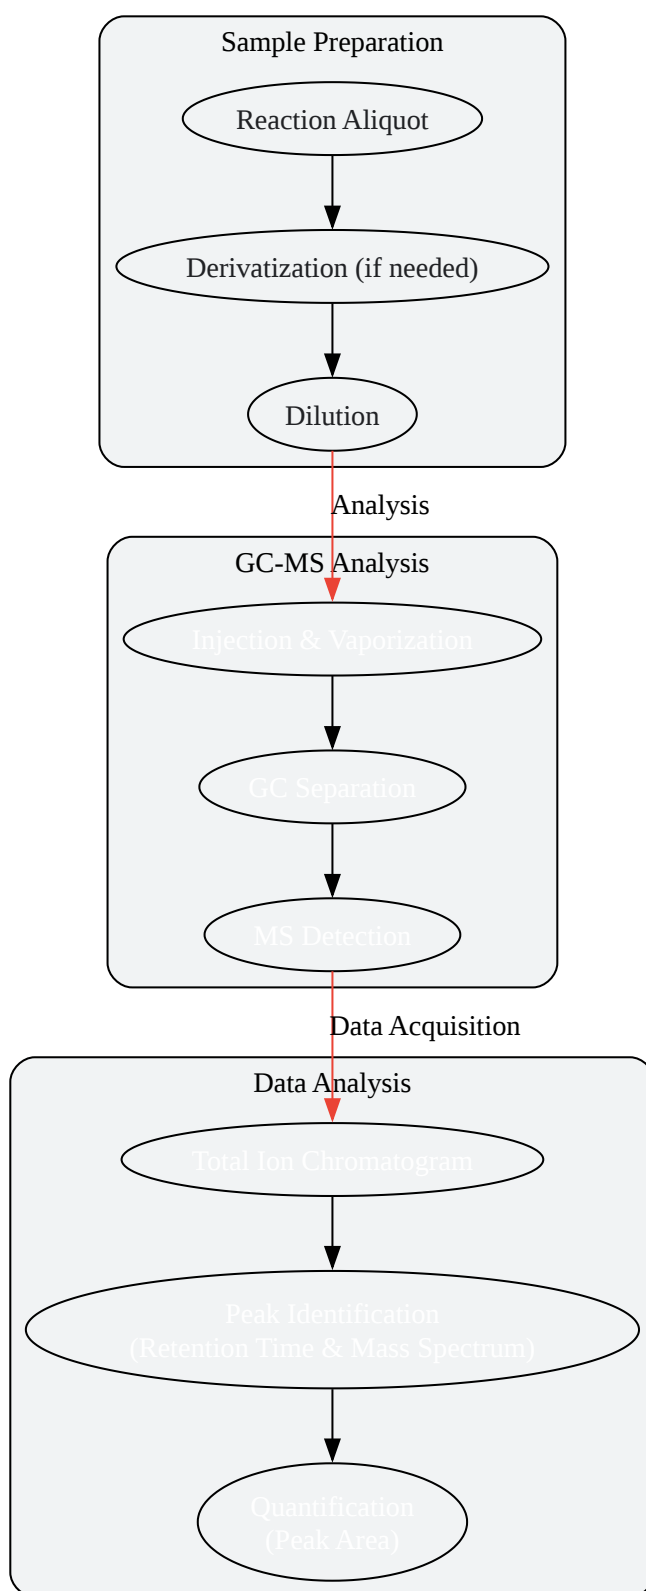 Sample Preparation
Reaction Aliquot
Derivatization (if needed)
Dilution
Analysis
GC-MS Analysis
Injection & Vaporization
GC Separation
MS Detection
Data Acquisition
Data Analysis
Total Ion Chromatogram
Peak Identification
(Retention Time & Mass Spectrum)
Quantification
(Peak Area)